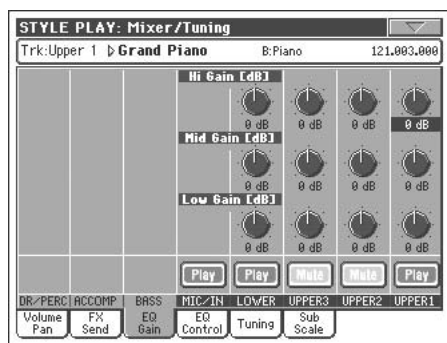 STYLE PLAY: Mixer/Tuning
Trk:Upper 1 ▷Grand Piano B:Piano 121.003.000
Hi Gain [dB]
0 dB 0 dB 0 dB 0 dB
Mid Gain [dB]
0 dB 0 dB 0 dB 0 dB
Low Gain [dB]
0 dB 0 dB 0 dB 0 dB
Play Play Mute Mute Play
DR/PERC ACCOMP BASS MIC/IN LOWER UPPER3 UPPER2 UPPER1
Volume Pan FX Send EQ Gain EQ Control Tuning Sub Scale